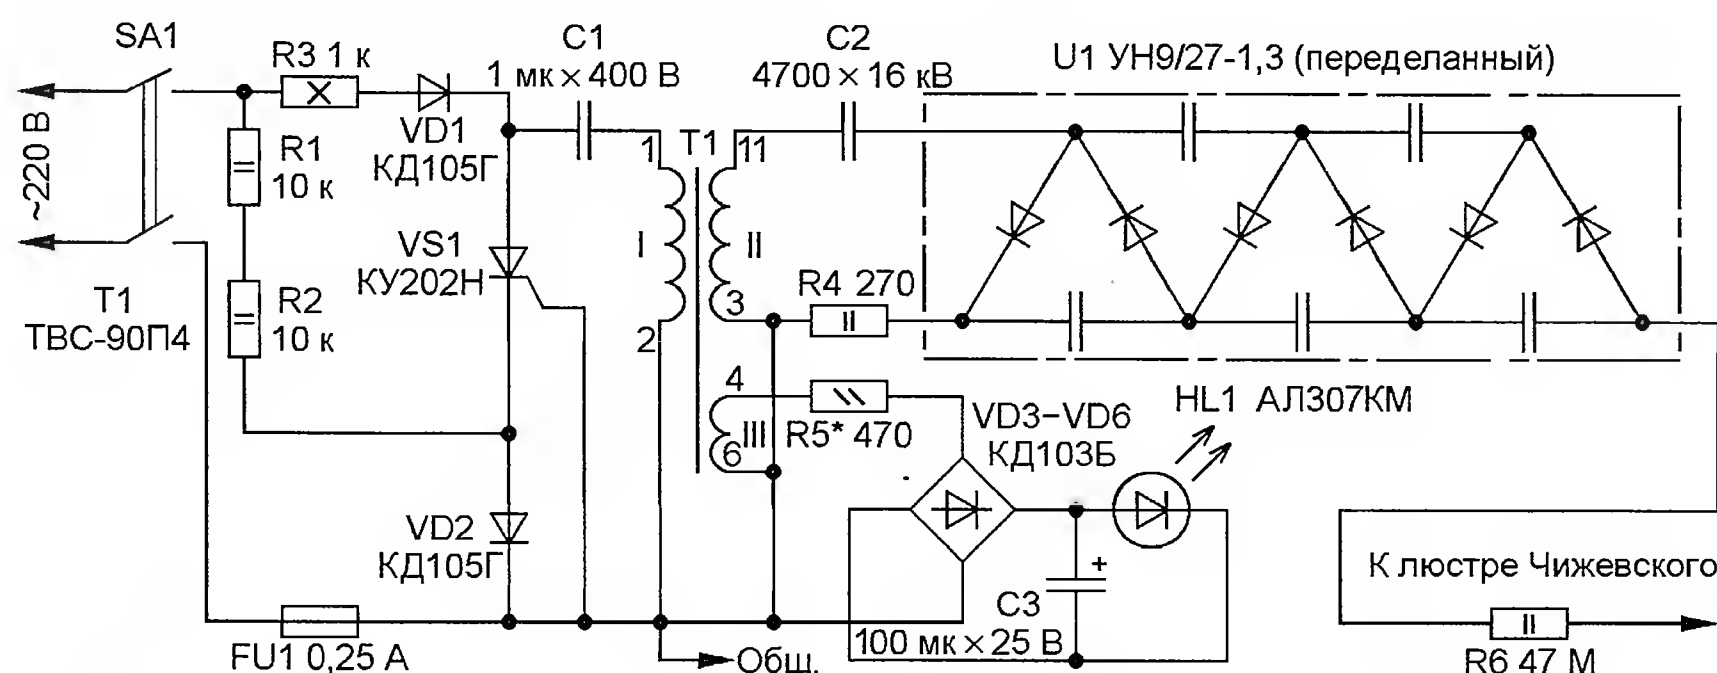 SA1
~220 В
R3 1 к
R1
10 к
R2
10 к
T1
ТВС-90П4
VD1
КД105Г
VS1
КУ202Н
VD2
КД105Г
FU1 0,25 А
C1
1 мк × 400 В
1
2
I
T1
11
II
3
4
III
6
C2
4700 × 16 кВ
R4 270
R5* 470
U1 УН9/27-1,3 (переделанный)
VD3–VD6
КД103Б
HL1 АЛ307КМ
+
C3
100 мк × 25 В
Общ.
К люстре Чижевского
R6 47 М